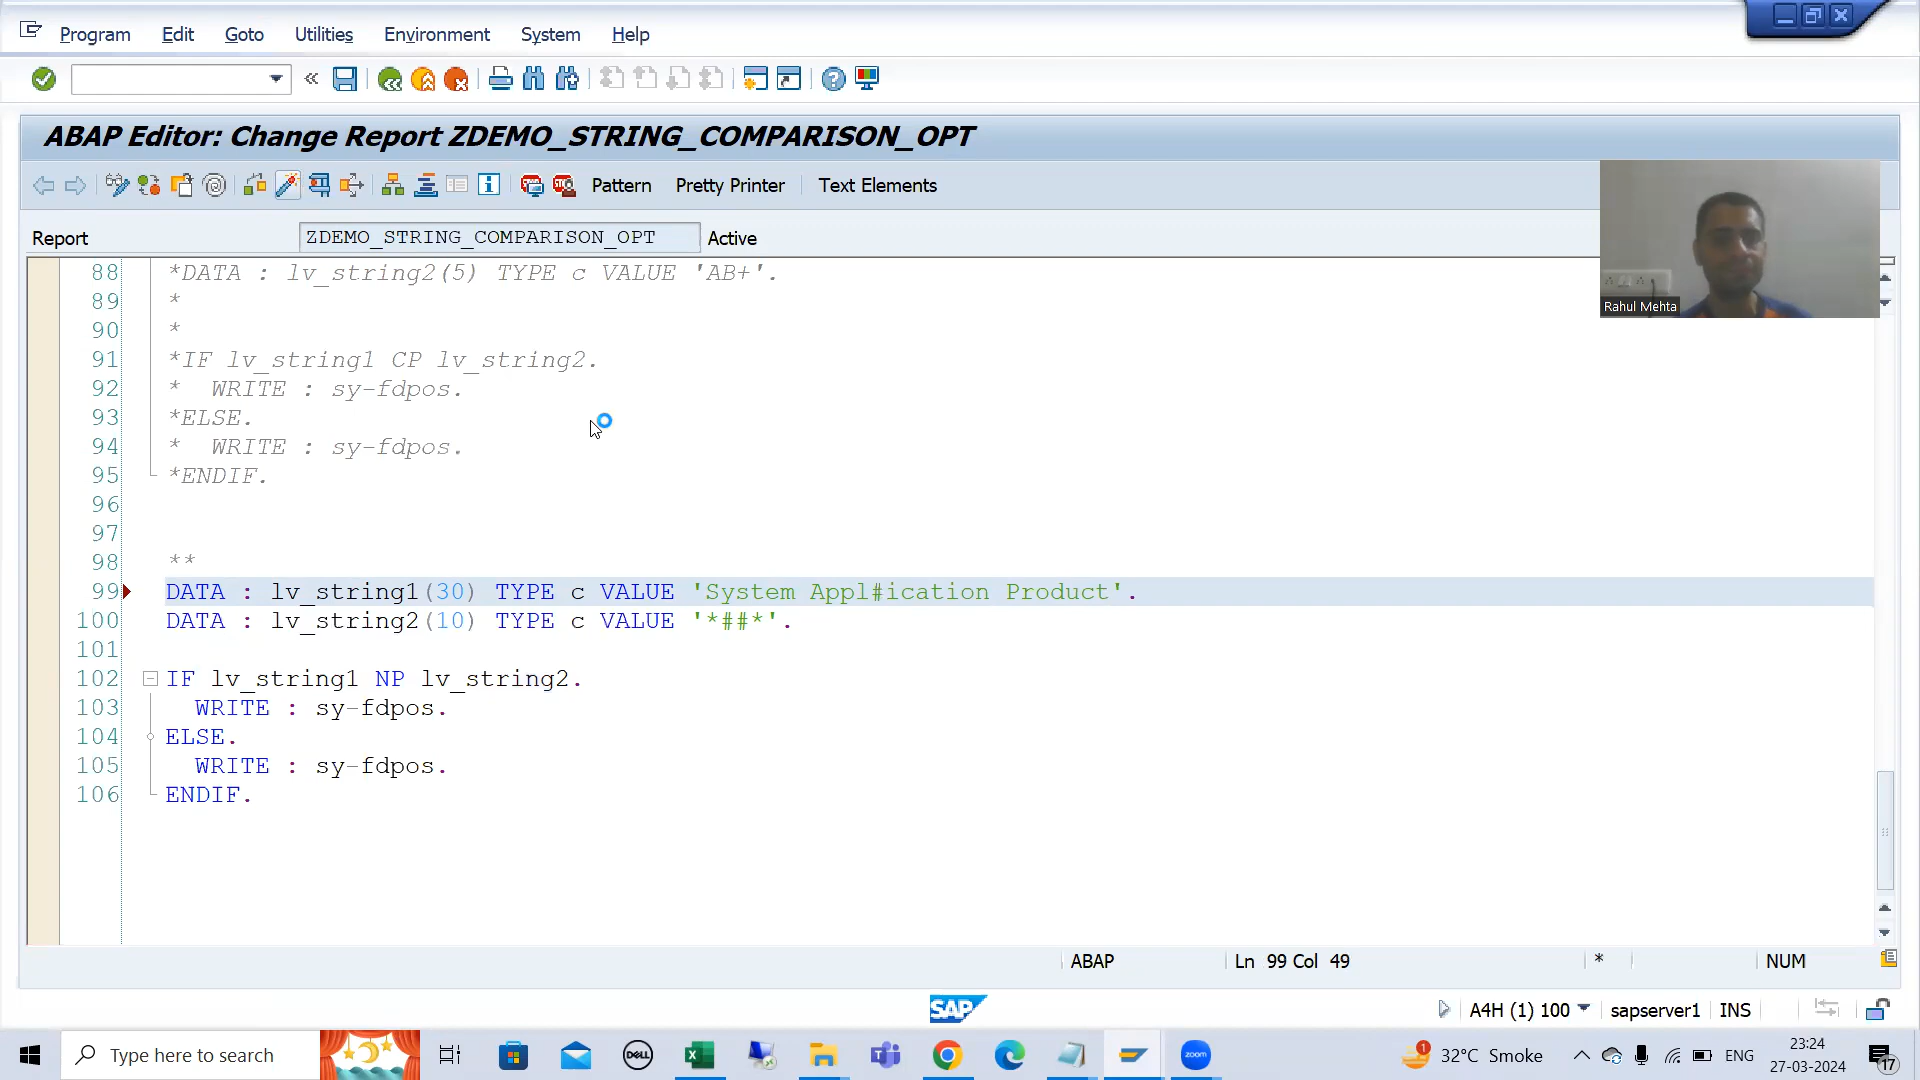 Program Edit Goto Utilities Environment System Help
ABAP Editor: Change Report ZDEMO_STRING_COMPARISON_OPT
Pattern Pretty Printer Text Elements
Report ZDEMO_STRING_COMPARISON_OPT Active
Rahul Mehta
88 *DATA : lv_string2(5) TYPE c VALUE 'AB+'.
89 *
90 *
91 *IF lv_string1 CP lv_string2.
92 * WRITE : sy-fdpos.
93 *ELSE.
94 * WRITE : sy-fdpos.
95 *ENDIF.
96
97
98 **
99 DATA : lv_string1(30) TYPE c VALUE 'System Appl#ication Product'.
100 DATA : lv_string2(10) TYPE c VALUE '*##*'.
101
102 IF lv_string1 NP lv_string2.
103 WRITE : sy-fdpos.
104 ELSE.
105 WRITE : sy-fdpos.
106 ENDIF.
ABAP Ln 99 Col 49 * NUM
SAP A4H (1) 100 sapserver1 INS
Type here to search DELL zoom 1 32°C Smoke ENG 23:24
27-03-2024 17